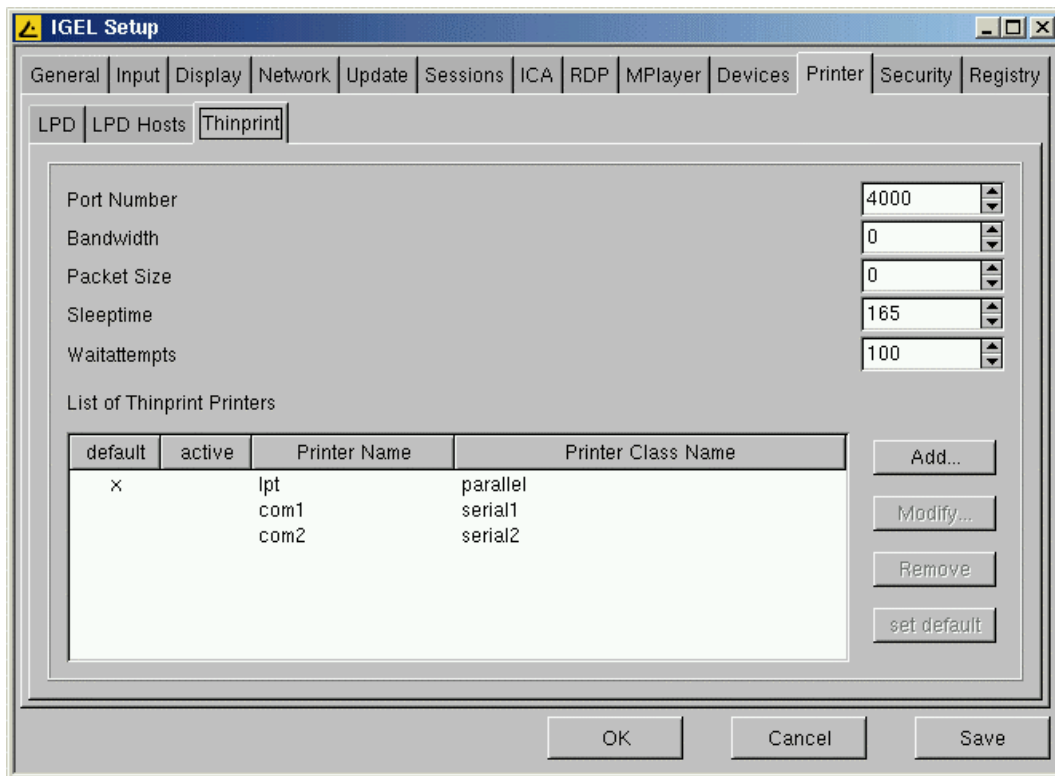 IGEL Setup
General Input Display Network Update Sessions ICA RDP MPlayer Devices Printer Security Registry
LPD LPD Hosts Thinprint
Port Number 4000
Bandwidth 0
Packet Size 0
Sleeptime 165
Waitattempts 100
List of Thinprint Printers
default active Printer Name Printer Class Name Add...
x lpt parallel
com1 serial1 Modify...
com2 serial2
Remove
set default
OK Cancel Save